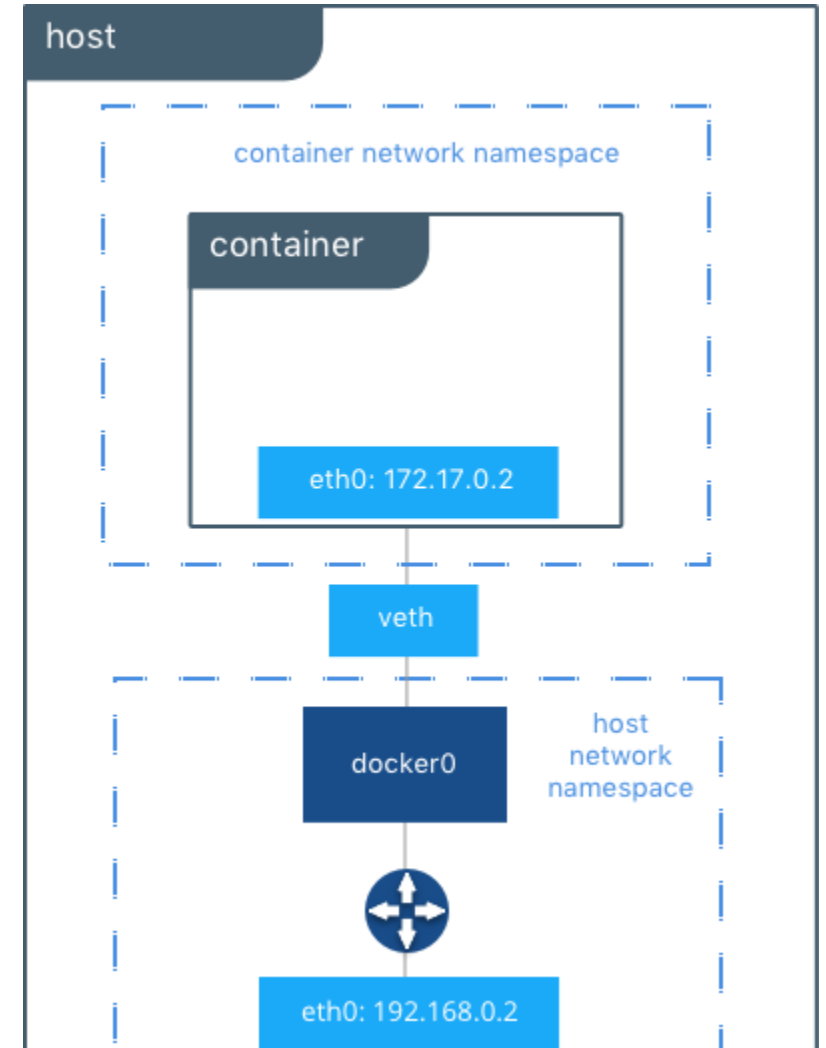 host
container network namespace
container
eth0: 172.17.0.2
veth
docker0
host
network
namespace
eth0: 192.168.0.2